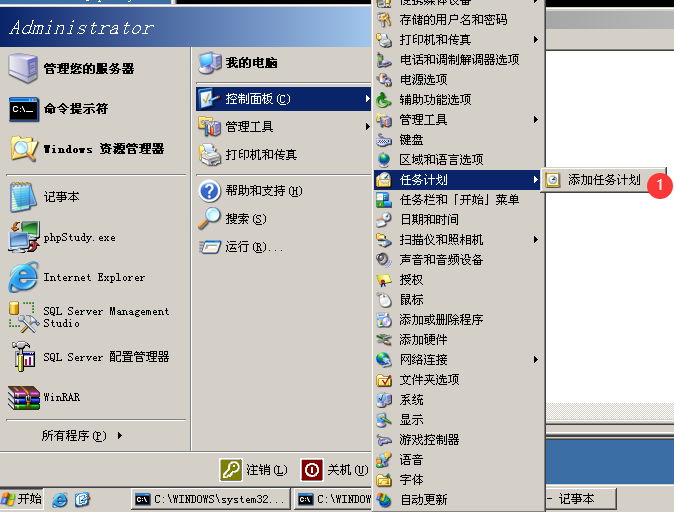 Administrator
管理您的服务器
命令提示符
Windows 资源管理器
记事本
phpStudy.exe
Internet Explorer
SQL Server Management
Studio
SQL Server 配置管理器
WinRAR
所有程序(P)
我的电脑
控制面板(C)
管理工具
打印机和传真
帮助和支持(H)
搜索(S)
运行(R)...
注销(L)
关机(U)
便携媒体设备
存储的用户名和密码
打印机和传真
电话和调制解调器选项
电源选项
辅助功能选项
管理工具
键盘
区域和语言选项
任务计划
任务栏和「开始」菜单
日期和时间
扫描仪和照相机
声音和音频设备
授权
鼠标
添加或删除程序
添加硬件
网络连接
文件夹选项
系统
显示
游戏控制器
语音
字体
自动更新
添加任务计划
1
开始
C:\WINDOWS\system32...
C:\WINDOW
- 记事本